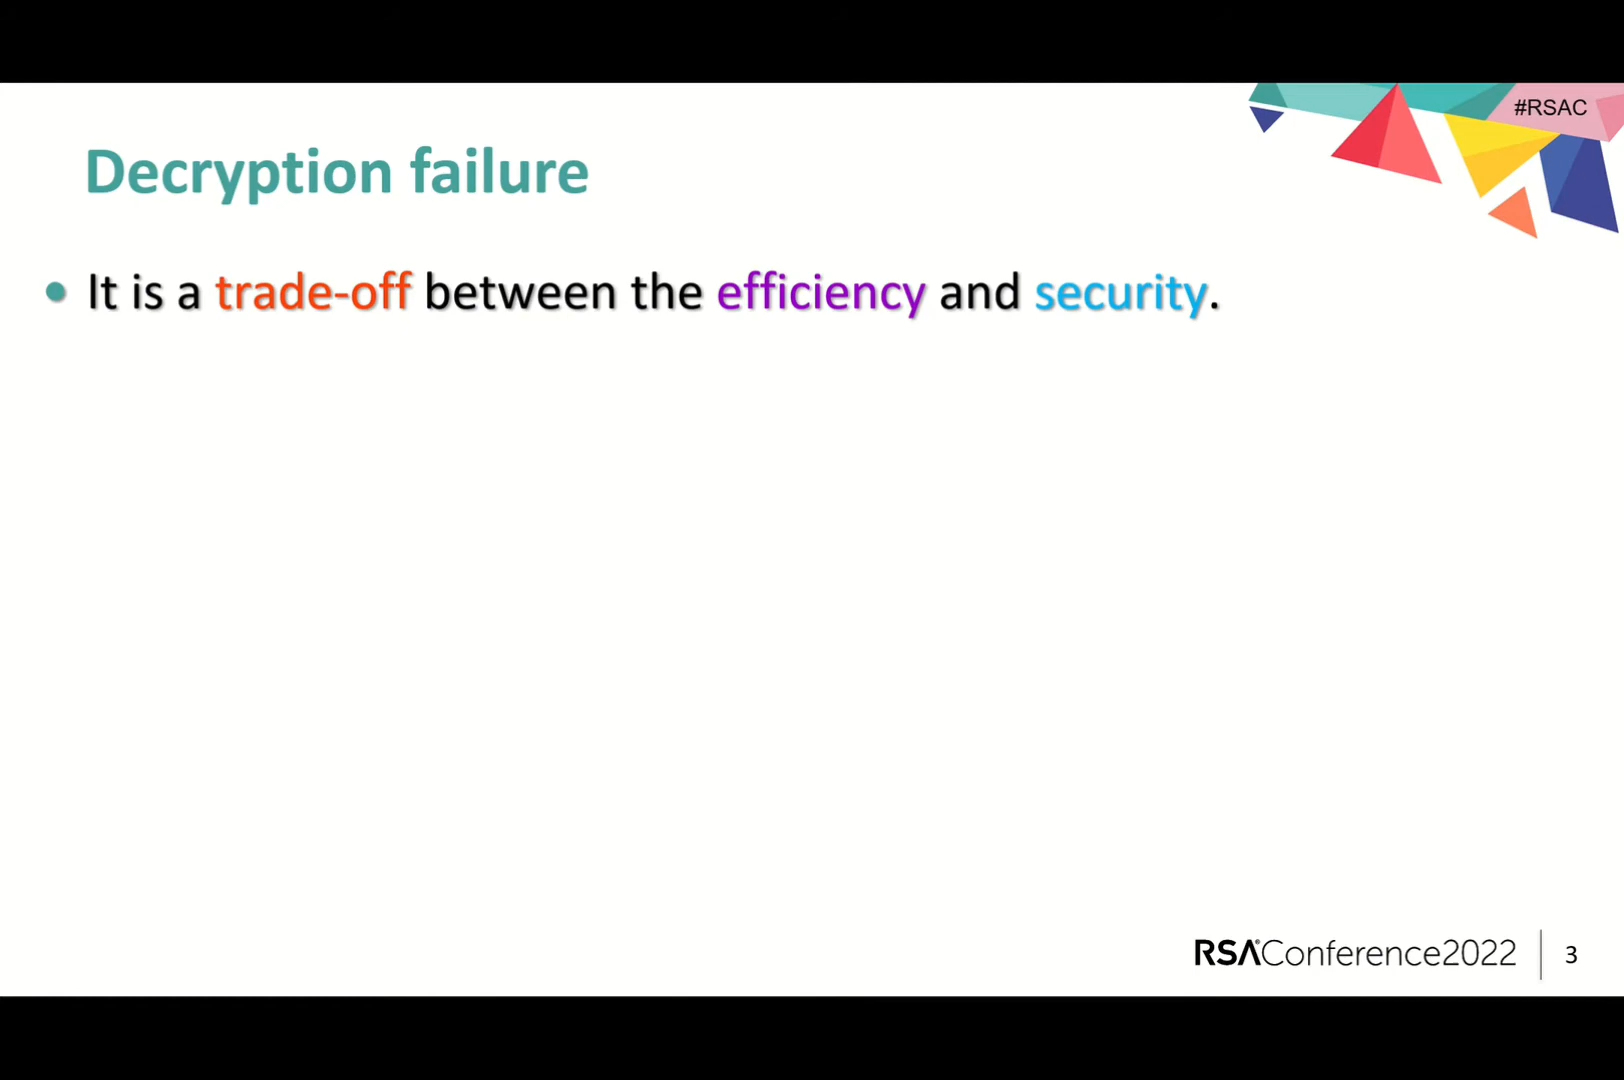 #RSAC
Decryption failure
• It is a trade-off between the efficiency and security.
RSAConference2022
3